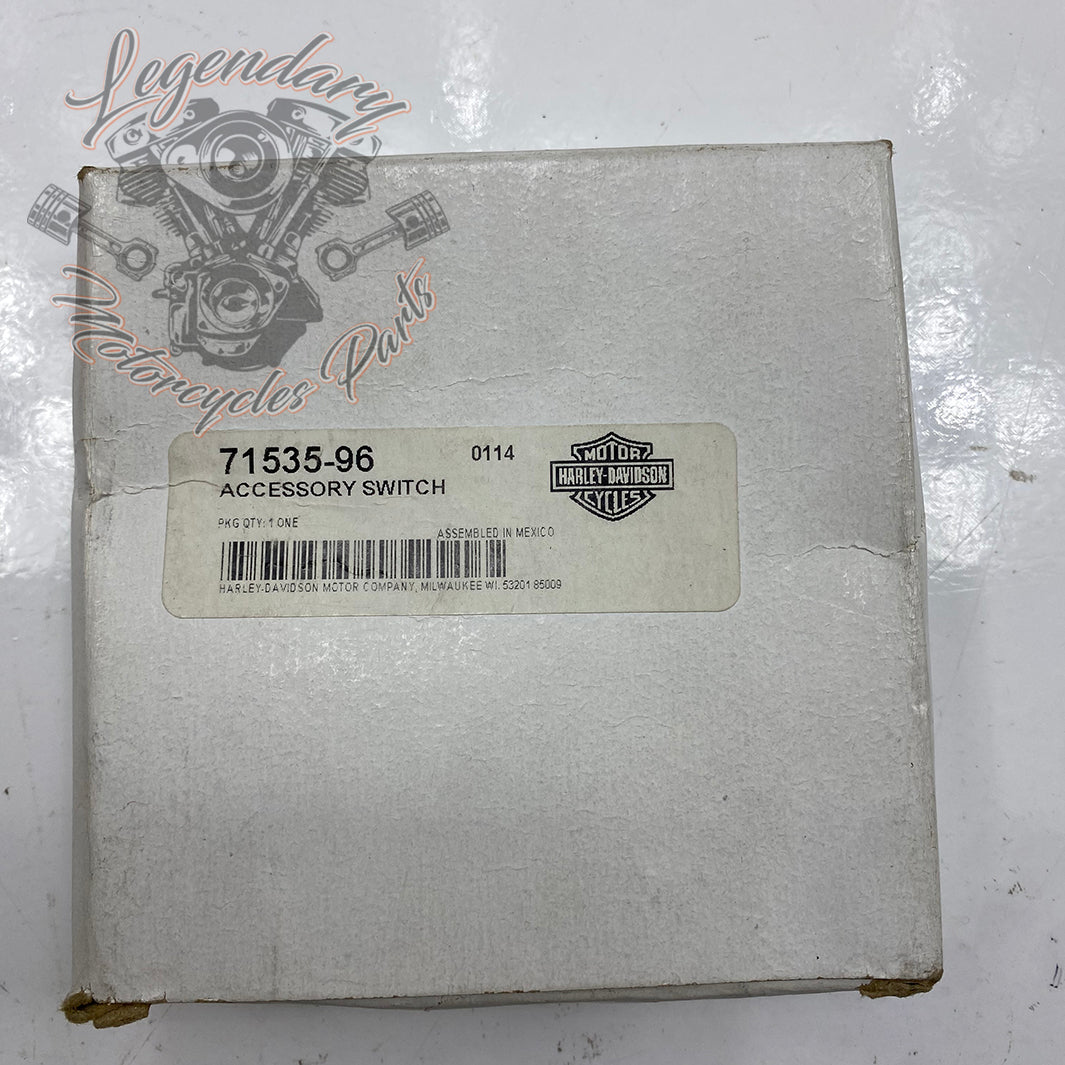 Legendary
Motorcycles Parts
71535-96
0114
ACCESSORY SWITCH
MOTOR
HARLEY-DAVIDSON
CYCLES
PKG QTY: 1 ONE
ASSEMBLED IN MEXICO
HARLEY-DAVIDSON MOTOR COMPANY, MILWAUKEE WI. 53201 85009